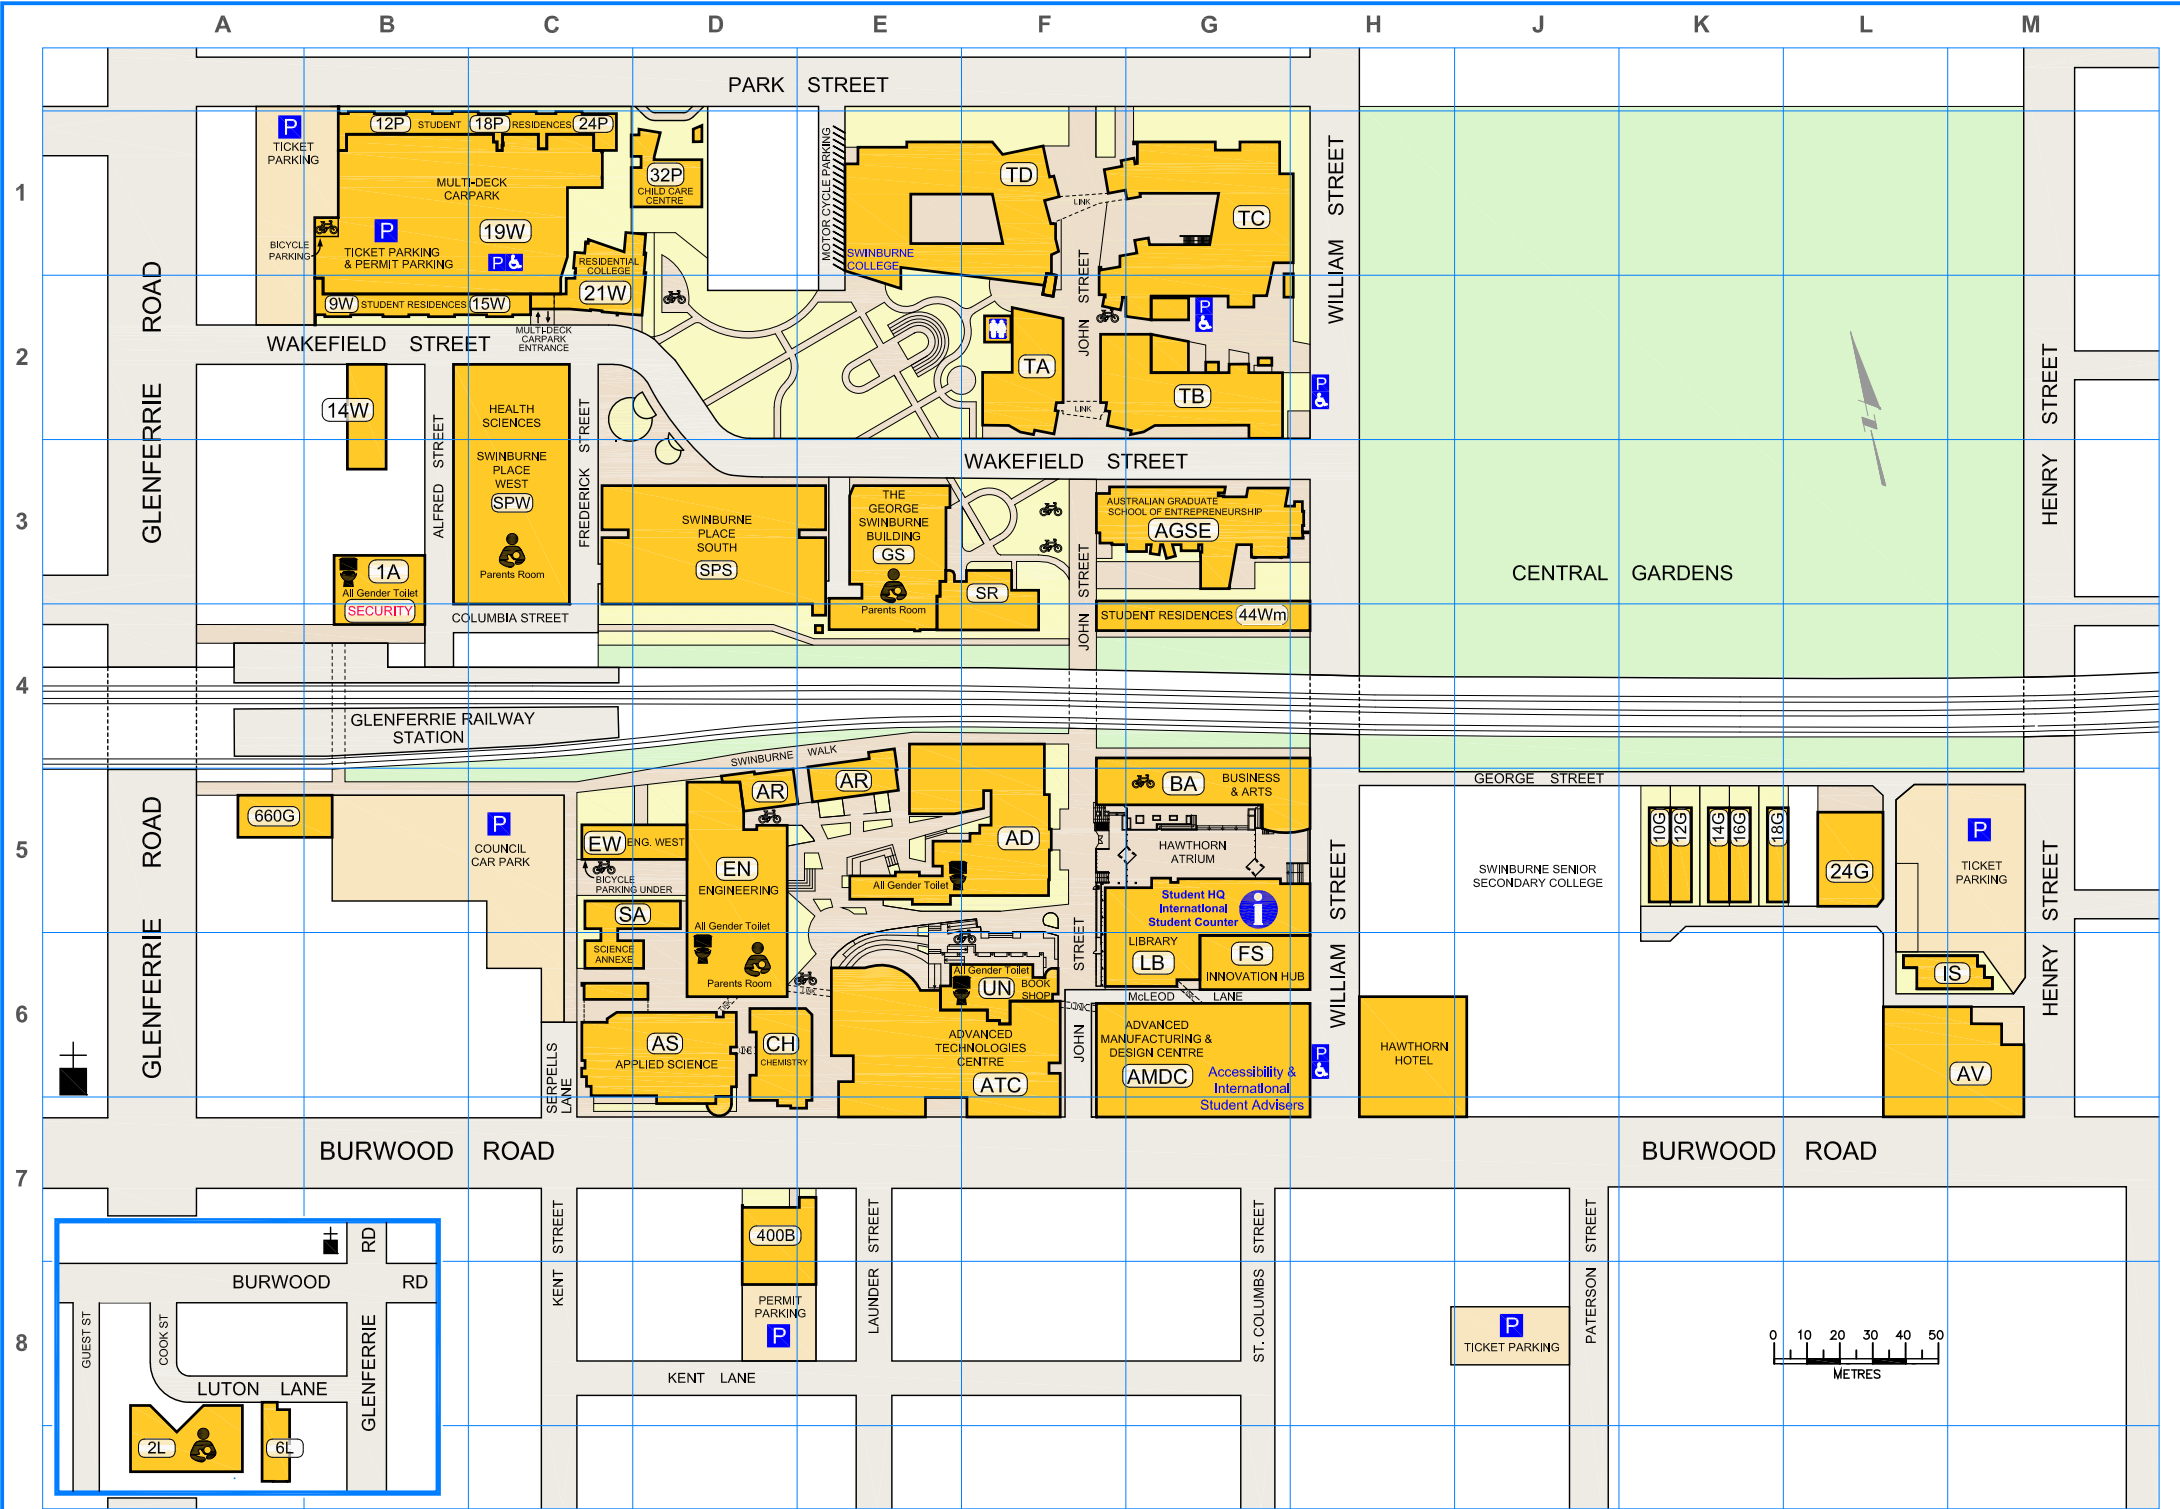 A B C D E F G H J K L M
PARK STREET
1
P
TICKET
PARKING
12P STUDENT 18P RESIDENCES 24P
MULTI-DECK
CARPARK
19W
P
TICKET PARKING
& PERMIT PARKING
P
BICYCLE
PARKING
32P
CHILD CARE
CENTRE
RESIDENTIAL
COLLEGE
21W
9W STUDENT RESIDENCES 15W
MULTI-DECK
CARPARK
ENTRANCE
MOTOR CYCLE PARKING
TD
SWINBURNE
COLLEGE
LINK
TC
JOHN STREET
WILLIAM STREET
GLENFERRIE ROAD
WAKEFIELD STREET
2
14W
ALFRED STREET
HEALTH
SCIENCES
SWINBURNE
PLACE
WEST
SPW
Parents Room
FREDERICK STREET
TA
LINK
TB
P
P
HENRY STREET
WAKEFIELD STREET
3
1A
All Gender Toilet
SECURITY
COLUMBIA STREET
SWINBURNE
PLACE
SOUTH
SPS
THE
GEORGE
SWINBURNE
BUILDING
GS
Parents Room
SR
JOHN STREET
AUSTRALIAN GRADUATE
SCHOOL OF ENTREPRENEURSHIP
AGSE
STUDENT RESIDENCES 44Wm
CENTRAL GARDENS
4
GLENFERRIE RAILWAY
STATION
SWINBURNE WALK
GEORGE STREET
5
GLENFERRIE ROAD
660G
P
COUNCIL
CAR PARK
EW ENG. WEST
BICYCLE
PARKING UNDER
SA
SCIENCE
ANNEXE
AR
AR
EN
ENGINEERING
All Gender Toilet
Parents Room
AD
All Gender Toilet
BA
BUSINESS
& ARTS
HAWTHORN
ATRIUM
Student HQ
International
Student Counter
LIBRARY
LB
FS
INNOVATION HUB
McLEOD LANE
JOHN STREET
WILLIAM STREET
SWINBURNE SENIOR
SECONDARY COLLEGE
10G 12G 14G 16G 18G
24G
P
TICKET
PARKING
HENRY STREET
6
SERPELLS
LANE
AS
APPLIED SCIENCE
CH
CHEMISTRY
All Gender Toilet
UN
BOOK
SHOP
LINK
ADVANCED
TECHNOLOGIES
CENTRE
ATC
ADVANCED
MANUFACTURING &
DESIGN CENTRE
AMDC
Accessibility &
International
Student Advisers
P
HAWTHORN
HOTEL
IS
AV
BURWOOD ROAD
BURWOOD ROAD
7
KENT STREET
400B
PERMIT
PARKING
P
LAUNDER STREET
ST. COLUMBS STREET
PATERSON STREET
P
TICKET PARKING
8
KENT LANE
0 10 20 30 40 50
METRES
BURWOOD RD
RD
GUEST ST
COOK ST
LUTON LANE
GLENFERRIE
2L
6L